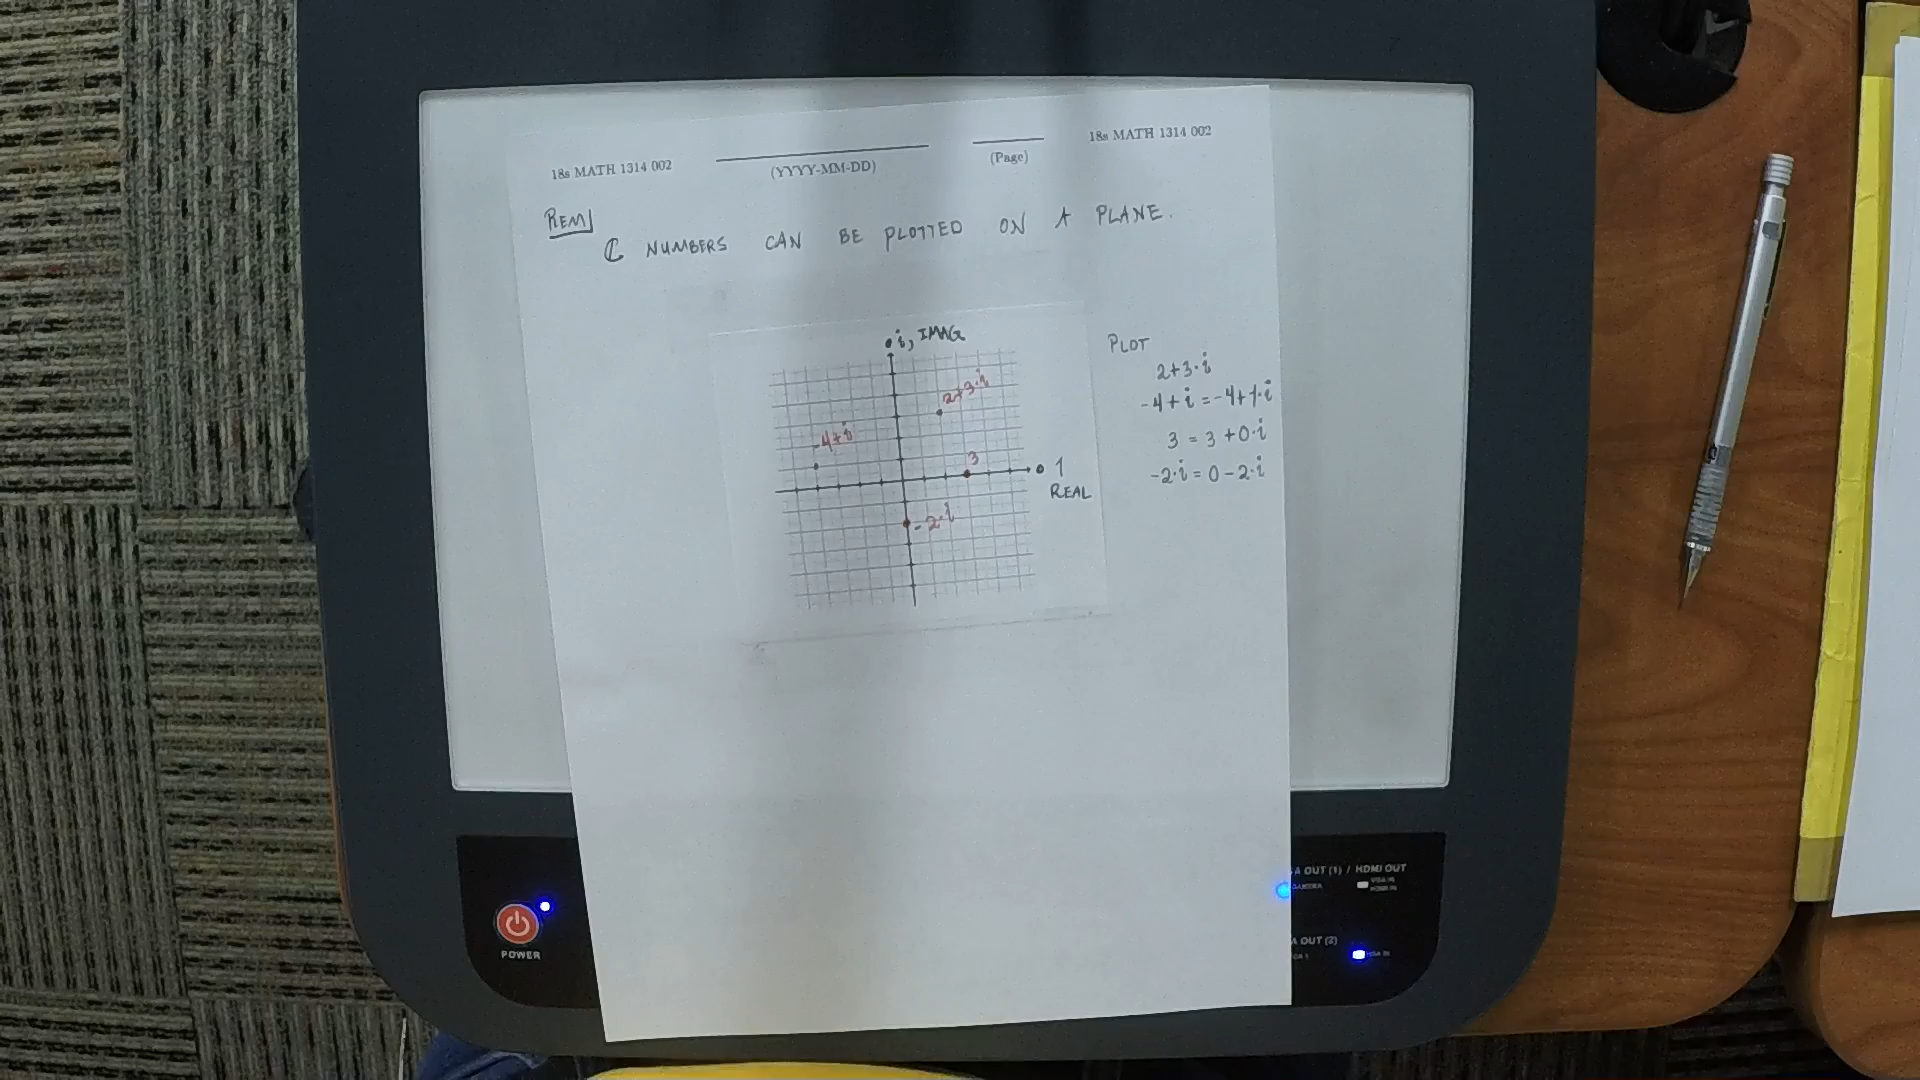 18s MATH 1314 002
(YYYY-MM-DD)
(Page)
18s MATH 1314 002
REM
ℂ NUMBERS CAN BE PLOTTED ON A PLANE.
i, IMAG
2+3·i
-4+i
3
1
REAL
-2·i
PLOT
2+3·i
-4+i=-4+1·i
3=3+0·i
-2·i=0-2·i
POWER
A OUT (1) / HDMI OUT
A OUT (2)